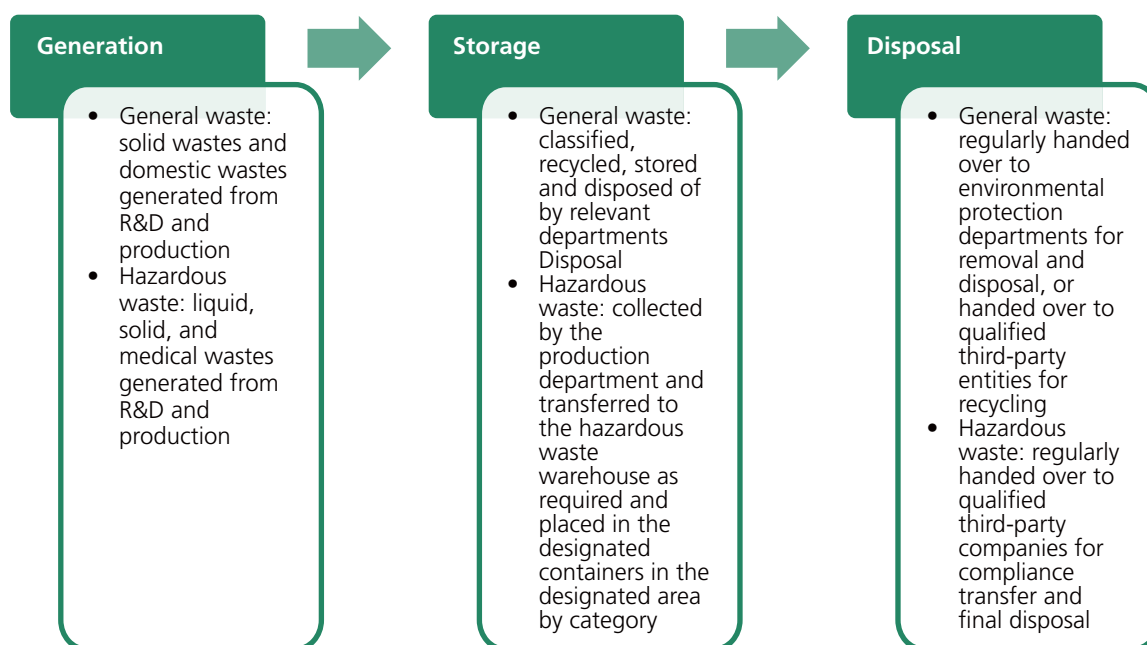 Generation
• General waste:
solid wastes and
domestic wastes
generated from
R&D and
production
• Hazardous
waste: liquid,
solid, and
medical wastes
generated from
R&D and
production
Storage
• General waste:
classified,
recycled, stored
and disposed of
by relevant
departments
Disposal
• Hazardous
waste: collected
by the
production
department and
transferred to
the hazardous
waste
warehouse as
required and
placed in the
designated
containers in the
designated area
by category
Disposal
• General waste:
regularly handed
over to
environmental
protection
departments for
removal and
disposal, or
handed over to
qualified
third-party
entities for
recycling
• Hazardous
waste: regularly
handed over to
qualified
third-party
companies for
compliance
transfer and
final disposal